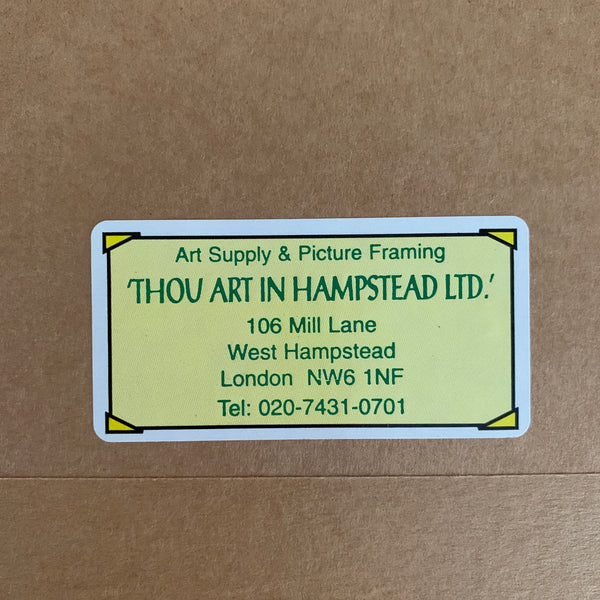 Art Supply & Picture Framing
'THOU ART IN HAMPSTEAD LTD.'
106 Mill Lane
West Hampstead
London NW6 1NF
Tel: 020-7431-0701